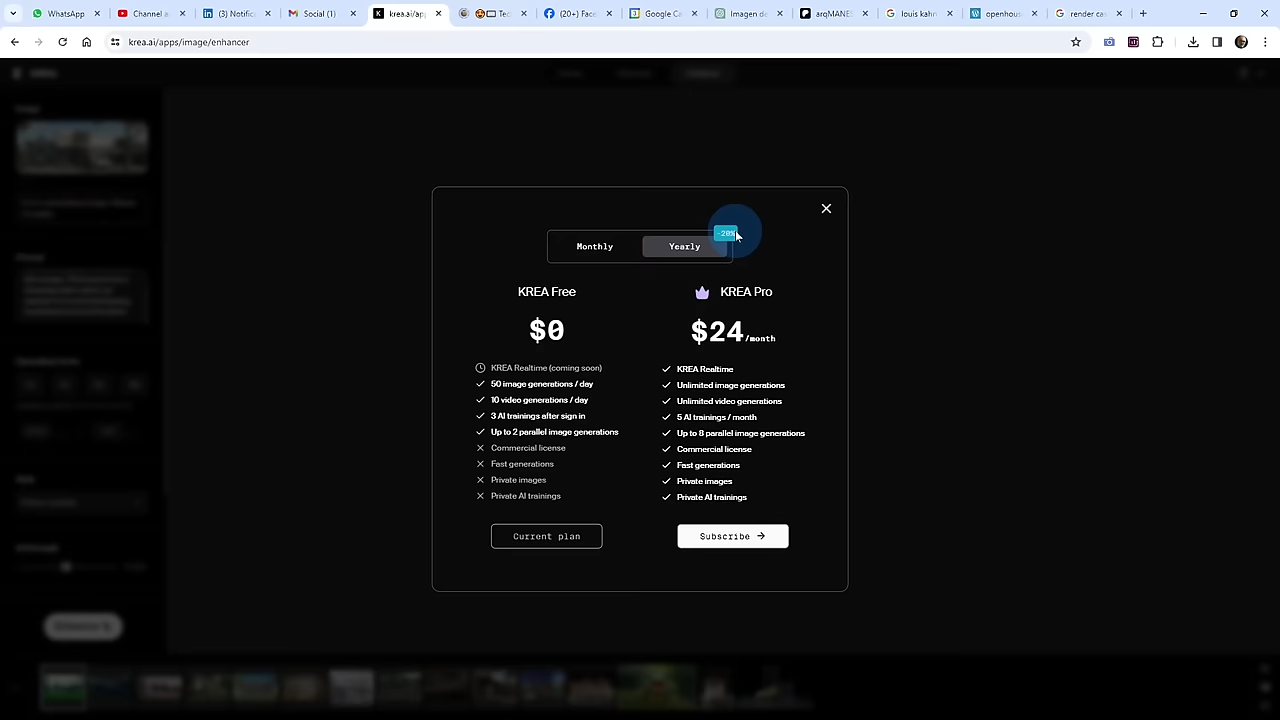 WhatsApp
Channel a
(3) Notific
Social (1)
krea.ai/ap
Tec
(20+) Fac
Google Ca
Imagen de
arqMANES
louis kahn
openhous
krea.ai/apps/image/enhancer
-20%
Monthly
Yearly
KREA Free
$0
KREA Realtime (coming soon)
50 image generations / day
10 video generations / day
3 AI trainings after sign in
Up to 2 parallel image generations
Commercial license
Fast generations
Private images
Private AI trainings
Current plan
KREA Pro
$24/month
KREA Realtime
Unlimited image generations
Unlimited video generations
5 AI trainings / month
Up to 8 parallel image generations
Commercial license
Fast generations
Private images
Private AI trainings
Subscribe →